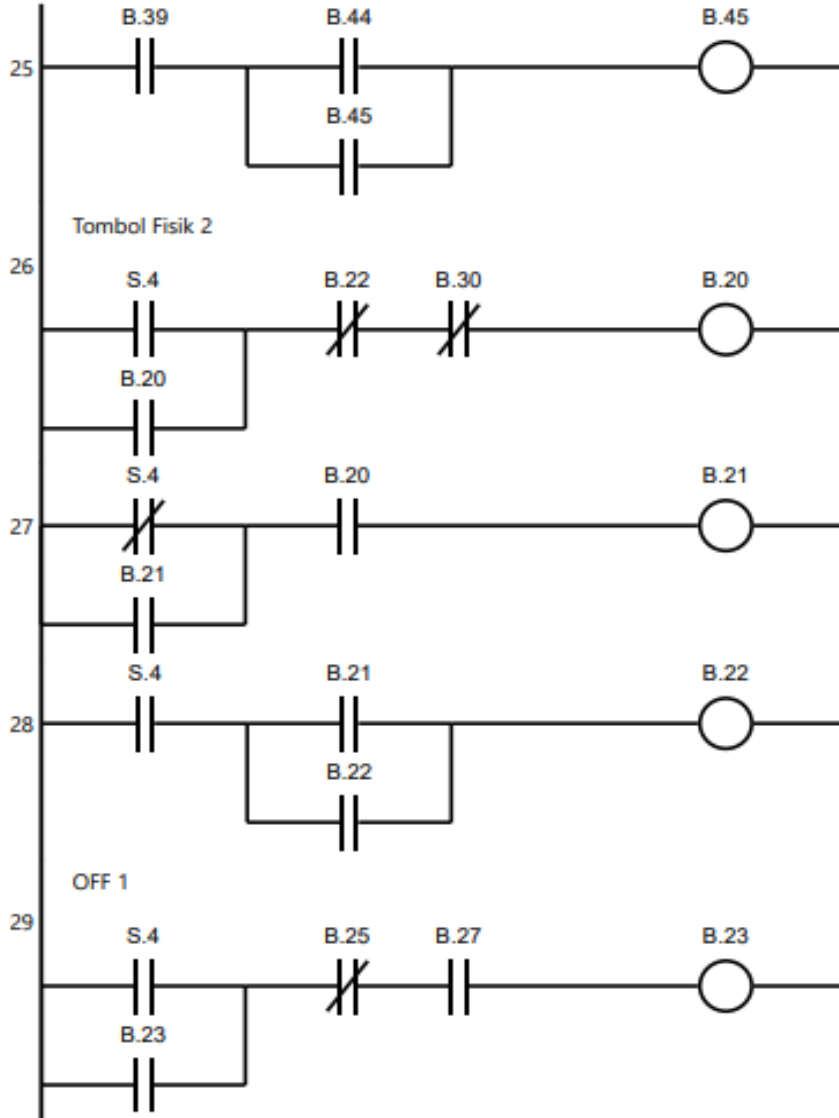 B.39 B.44 B.45
25
B.45
Tombol Fisik 2
26
S.4 B.22 B.30 B.20
B.20
S.4 B.20 B.21
27
B.21
S.4 B.21 B.22
28
B.22
OFF 1
29
S.4 B.25 B.27 B.23
B.23